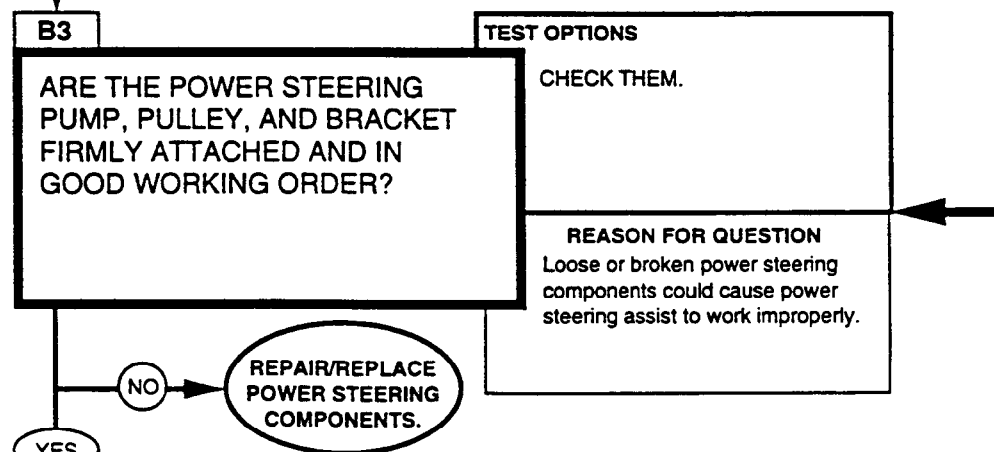 B3
ARE THE POWER STEERING
PUMP, PULLEY, AND BRACKET
FIRMLY ATTACHED AND IN
GOOD WORKING ORDER?
TEST OPTIONS
CHECK THEM.
REASON FOR QUESTION
Loose or broken power steering
components could cause power
steering assist to work improperly.
NO
REPAIR/REPLACE
POWER STEERING
COMPONENTS.
YES